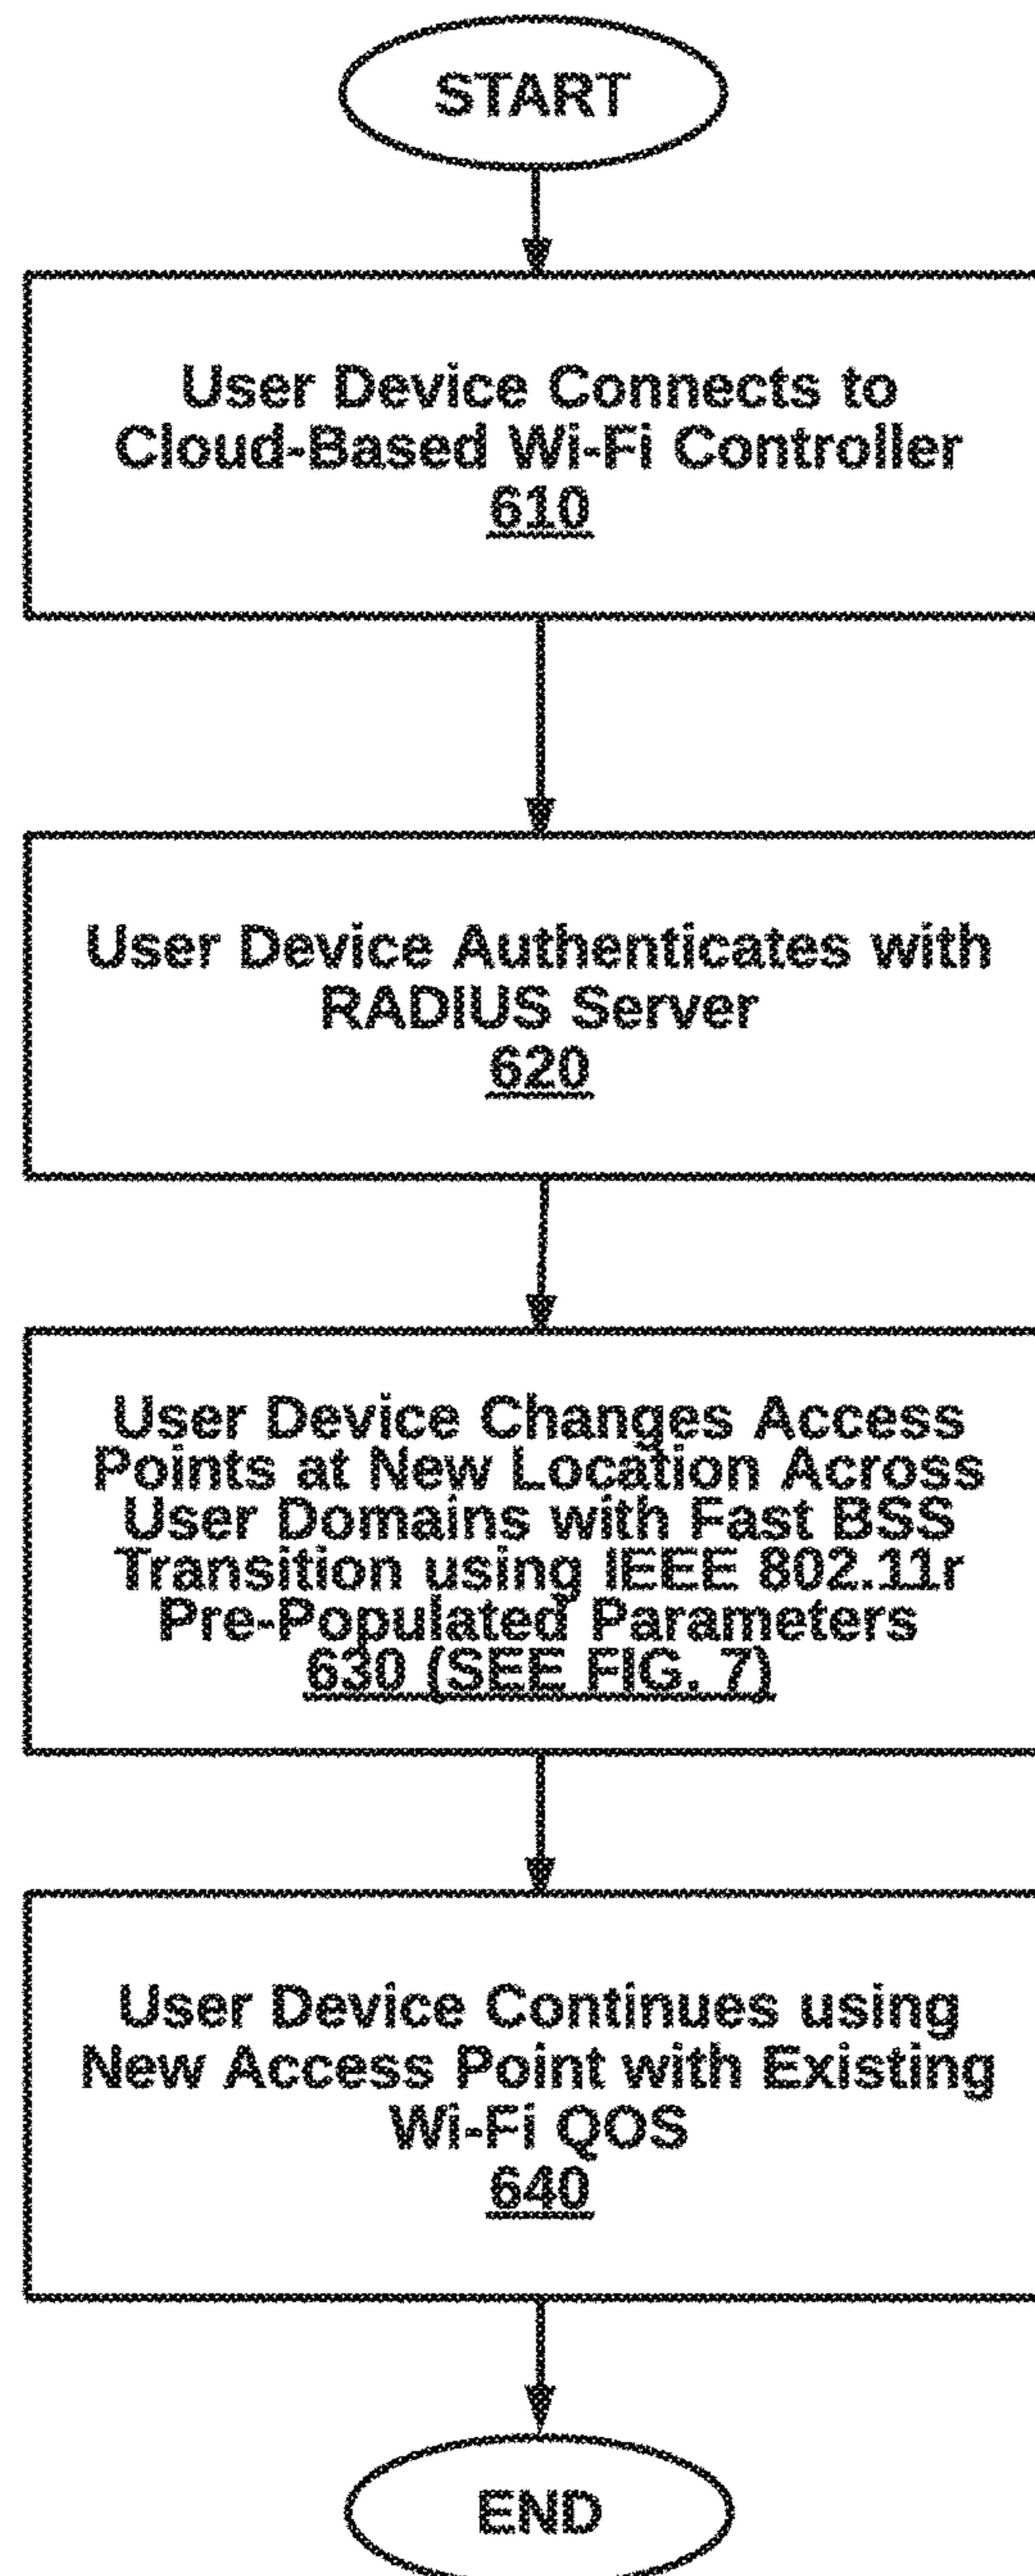 START
User Device Connects to
Cloud-Based Wi-Fi Controller
610
User Device Authenticates with
RADIUS Server
620
User Device Changes Access
Points at New Location Across
User Domains with Fast BSS
Transition using IEEE 802.11r
Pre-Populated Parameters
630 (SEE FIG. 7)
User Device Continues using
New Access Point with Existing
Wi-Fi QOS
640
END